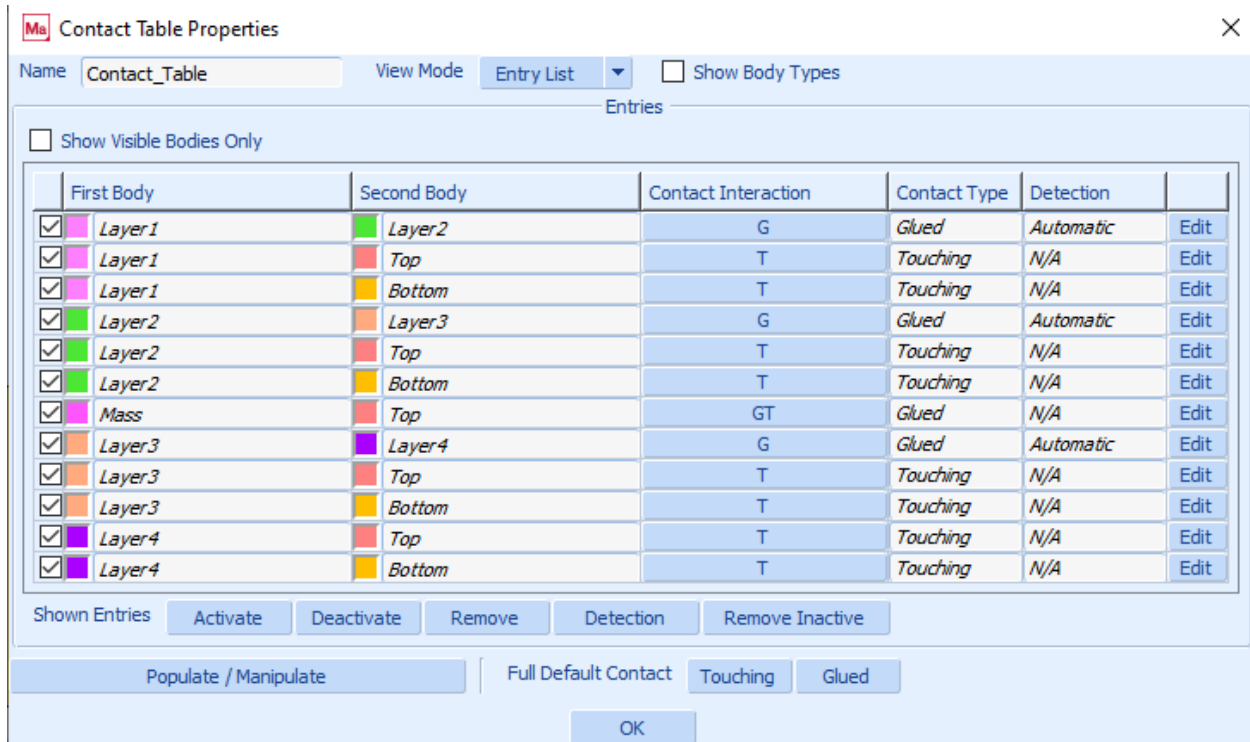 Ma Contact Table Properties
Name Contact_Table View Mode Entry List Show Body Types
Entries
Show Visible Bodies Only
First Body Second Body Contact Interaction Contact Type Detection
Layer1 Layer2 G Glued Automatic Edit
Layer1 Top T Touching N/A Edit
Layer1 Bottom T Touching N/A Edit
Layer2 Layer3 G Glued Automatic Edit
Layer2 Top T Touching N/A Edit
Layer2 Bottom T Touching N/A Edit
Mass Top GT Glued N/A Edit
Layer3 Layer4 G Glued Automatic Edit
Layer3 Top T Touching N/A Edit
Layer3 Bottom T Touching N/A Edit
Layer4 Top T Touching N/A Edit
Layer4 Bottom T Touching N/A Edit
Shown Entries Activate Deactivate Remove Detection Remove Inactive
Populate / Manipulate Full Default Contact Touching Glued
OK